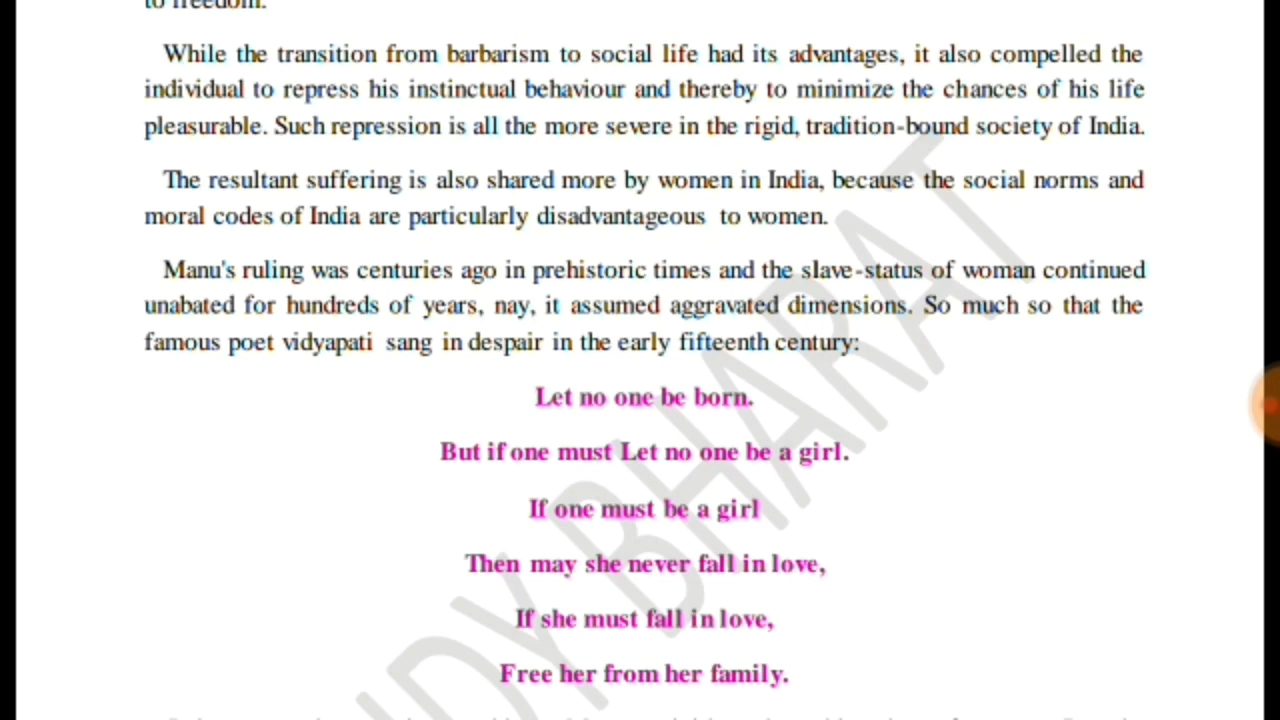 to freedom.
While the transition from barbarism to social life had its advantages, it also compelled the
individual to repress his instinctual behaviour and thereby to minimize the chances of his life
pleasurable. Such repression is all the more severe in the rigid, tradition-bound society of India.
The resultant suffering is also shared more by women in India, because the social norms and
moral codes of India are particularly disadvantageous to women.
Manu's ruling was centuries ago in prehistoric times and the slave-status of woman continued
unabated for hundreds of years, nay, it assumed aggravated dimensions. So much so that the
famous poet vidyapati sang in despair in the early fifteenth century:
Let no one be born.
But if one must Let no one be a girl.
If one must be a girl
Then may she never fall in love,
If she must fall in love,
Free her from her family.
UDY BHARAT